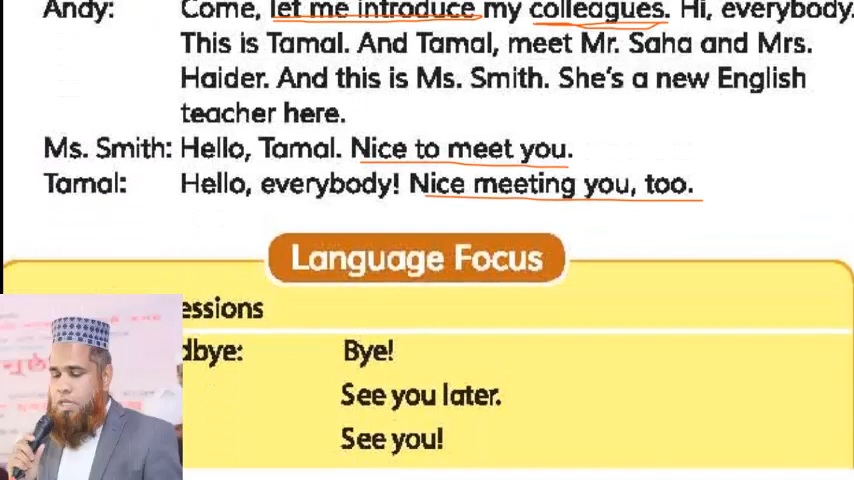 Andy: Come, let me introduce my colleagues. Hi, everybody.
This is Tamal. And Tamal, meet Mr. Saha and Mrs.
Haider. And this is Ms. Smith. She's a new English
teacher here.
Ms. Smith: Hello, Tamal. Nice to meet you.
Tamal: Hello, everybody! Nice meeting you, too.
Language Focus
essions
dbye: Bye!
See you later.
See you!